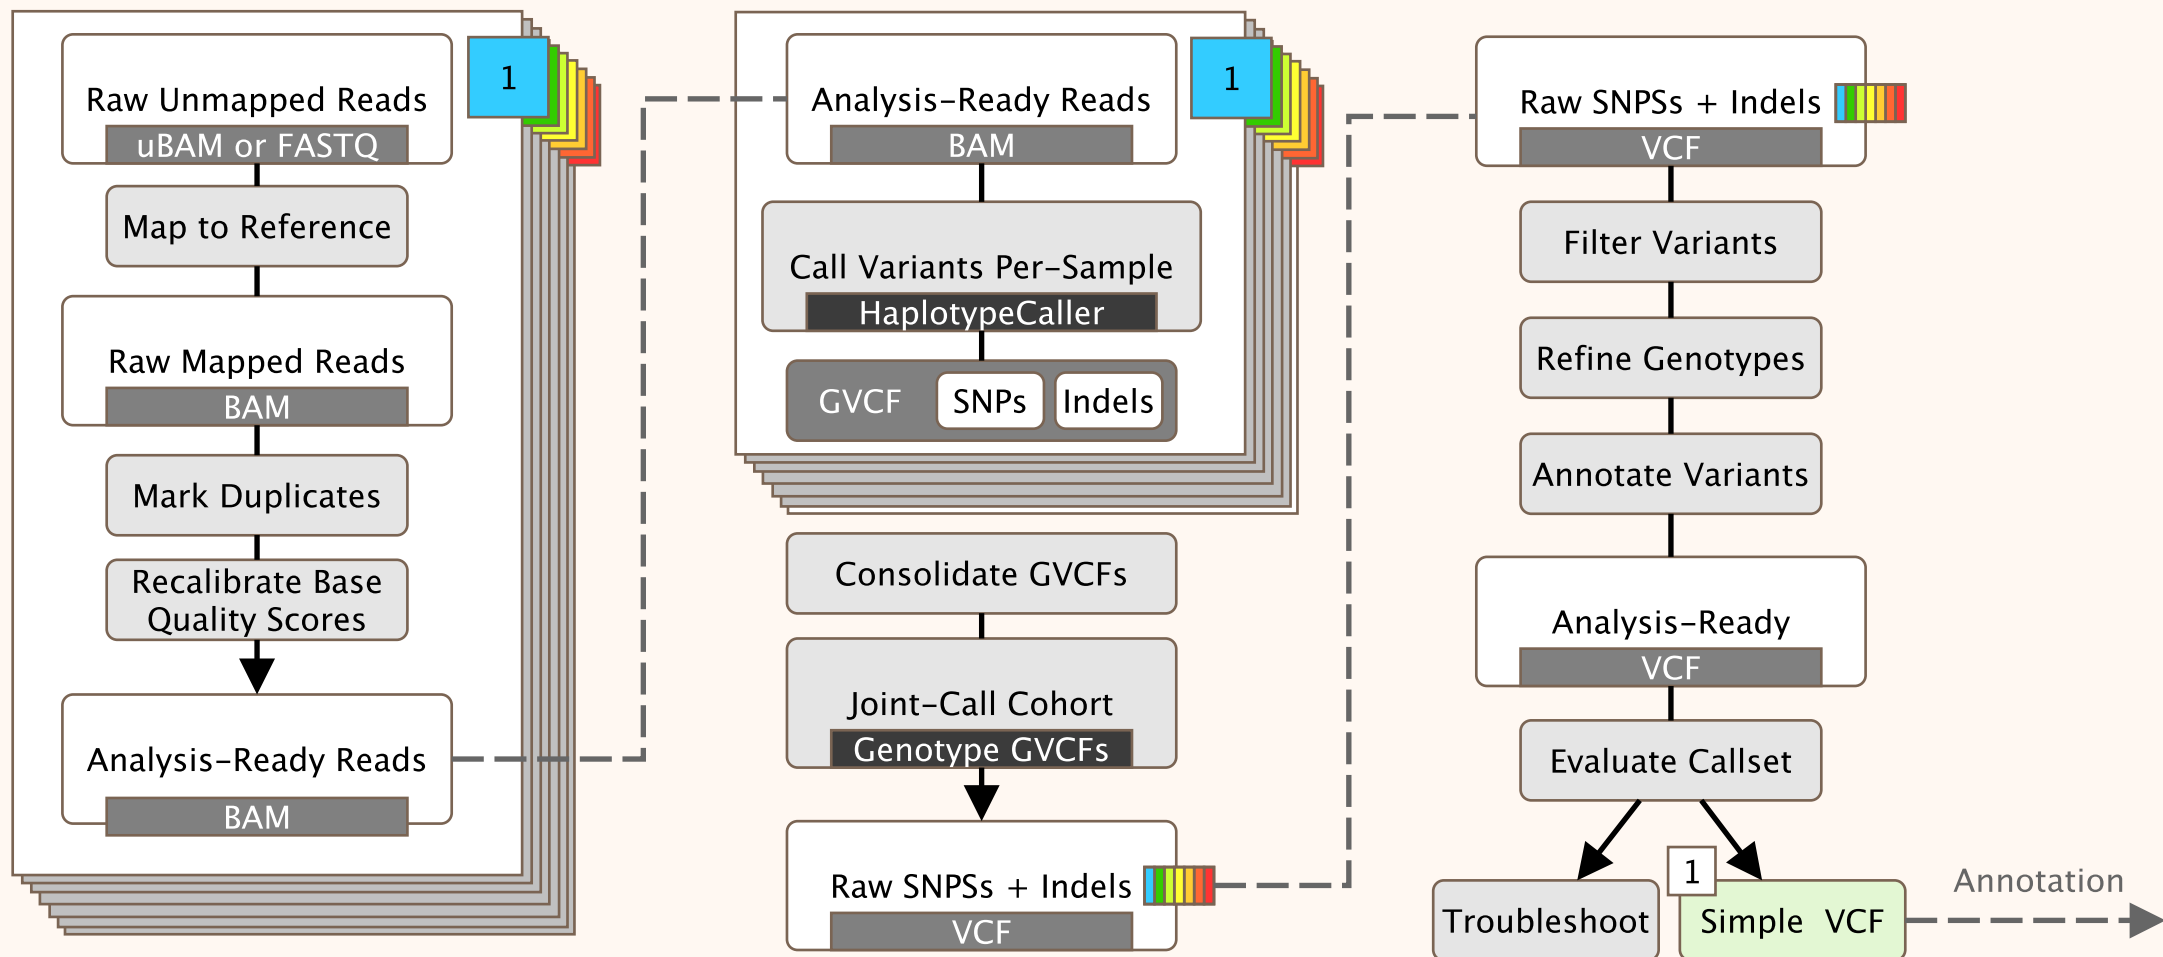 1
Raw Unmapped Reads
uBAM or FASTQ
Map to Reference
Raw Mapped Reads
BAM
Mark Duplicates
Recalibrate Base
Quality Scores
Analysis-Ready Reads
BAM
1
Analysis-Ready Reads
BAM
Call Variants Per-Sample
HaplotypeCaller
GVCF SNPs Indels
Consolidate GVCFs
Joint-Call Cohort
Genotype GVCFs
Raw SNPSs + Indels
VCF
Raw SNPSs + Indels
VCF
Filter Variants
Refine Genotypes
Annotate Variants
Analysis-Ready
VCF
Evaluate Callset
Troubleshoot
1
Simple VCF
Annotation